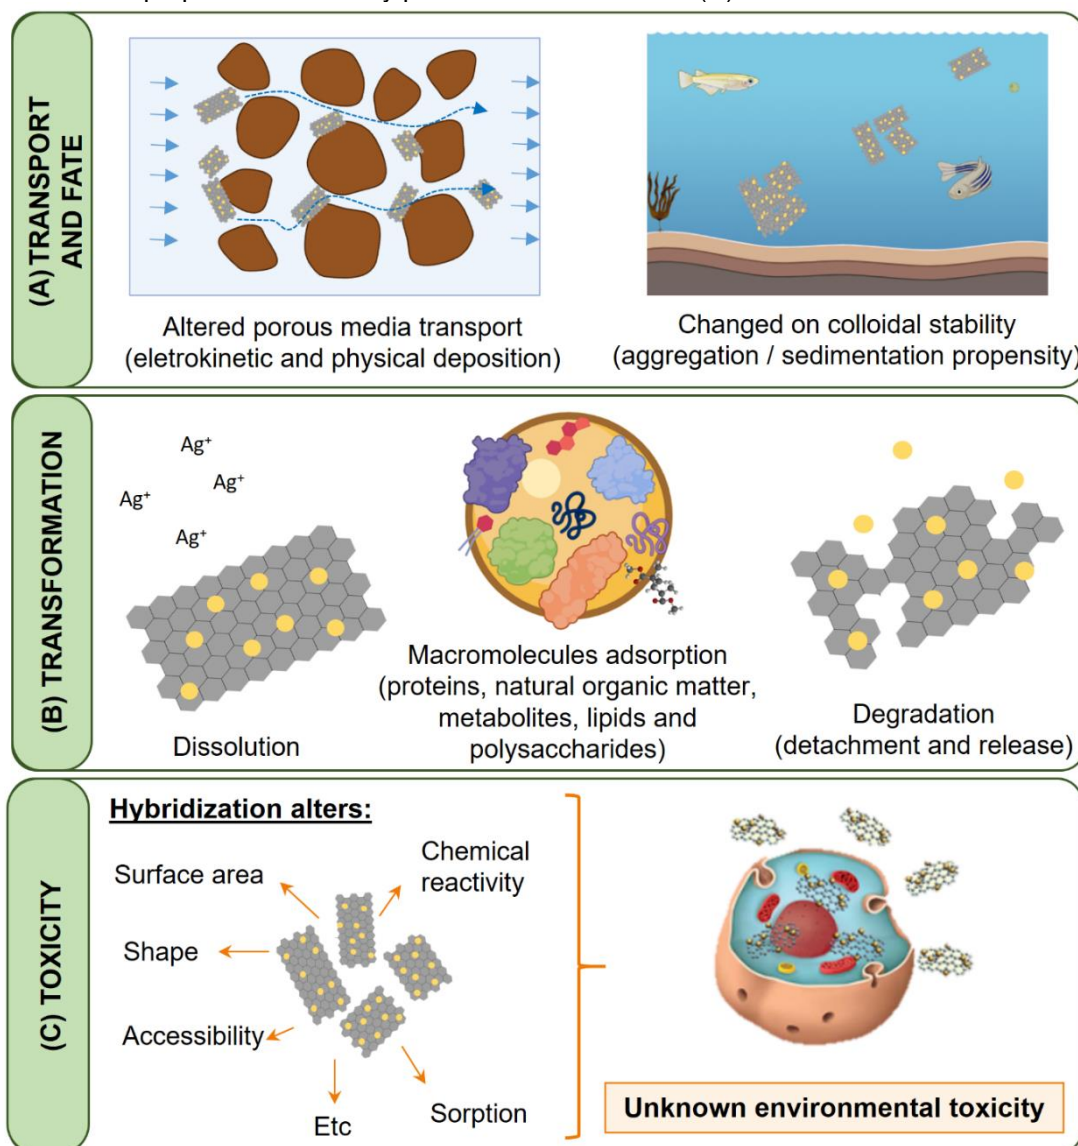 (A) TRANSPORT
AND FATE
Altered porous media transport
(eletrokinetic and physical deposition)
Changed on colloidal stability
(aggregation / sedimentation propensity)
(B) TRANSFORMATION
Ag⁺
Ag⁺
Ag⁺
Ag⁺
Dissolution
Macromolecules adsorption
(proteins, natural organic matter,
metabolites, lipids and
polysaccharides)
Degradation
(detachment and release)
(C) TOXICITY
Hybridization alters:
Surface area
Chemical
reactivity
Shape
Accessibility
Etc
Sorption
Unknown environmental toxicity